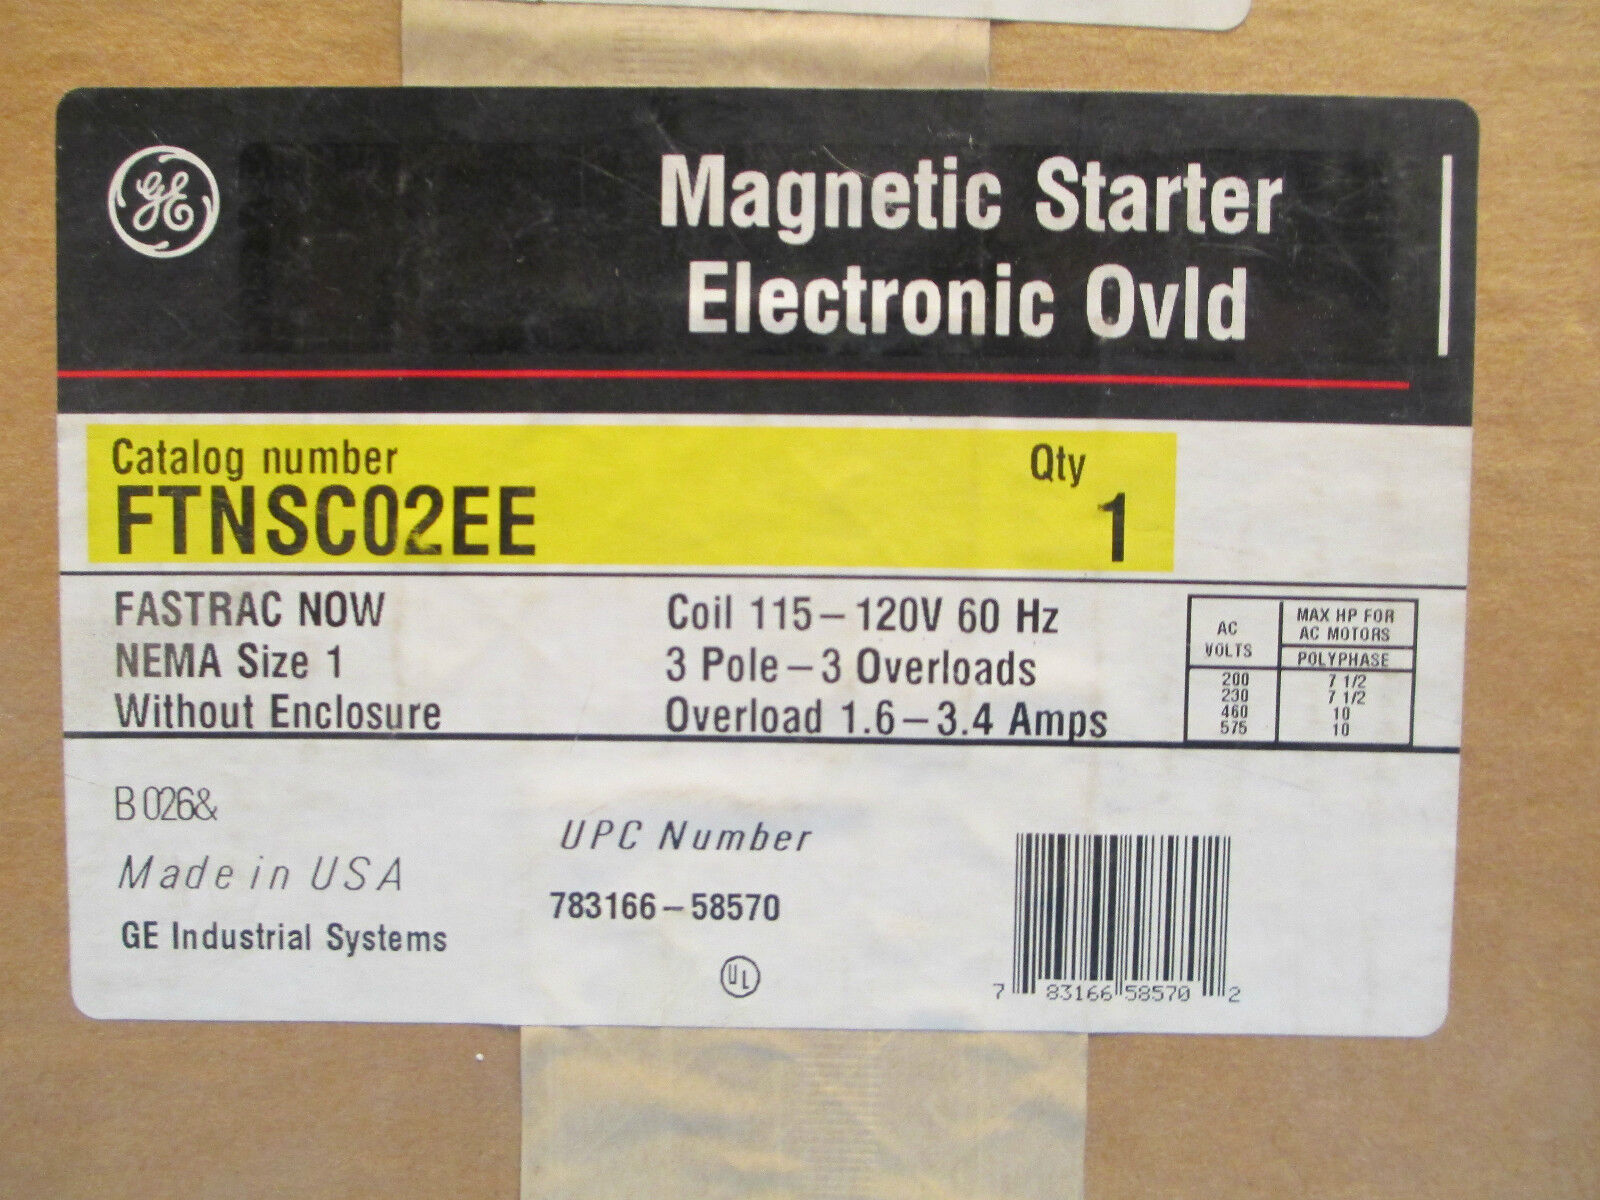 GE
Magnetic Starter
Electronic Ovld
Catalog number
FTNSC02EE
Qty
1
FASTRAC NOW
NEMA Size 1
Without Enclosure
Coil 115-120V 60 Hz
3 Pole-3 Overloads
Overload 1.6-3.4 Amps
AC VOLTS
MAX HP FOR AC MOTORS
POLYPHASE
200 7 1/2
230 7 1/2
460 10
575 10
B 026&
Made in USA
GE Industrial Systems
UPC Number
783166-58570
UL
7 83166 58570 2